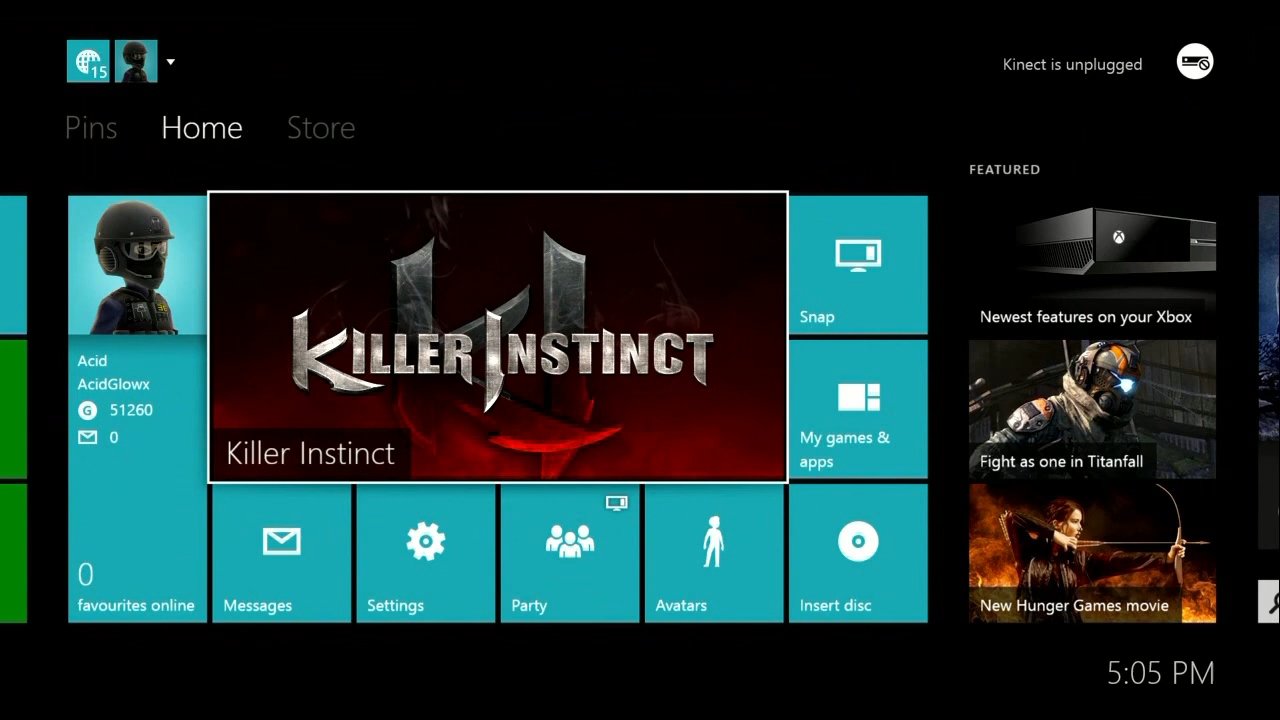 15
Kinect is unplugged
Pins Home Store
FEATURED
KILLER INSTINCT
Killer Instinct
Acid
AcidGlowx
G 51260
0
0
favourites online
Snap
My games &
apps
Messages
Settings
Party
Avatars
Insert disc
Newest features on your Xbox
Fight as one in Titanfall
New Hunger Games movie
5:05 PM